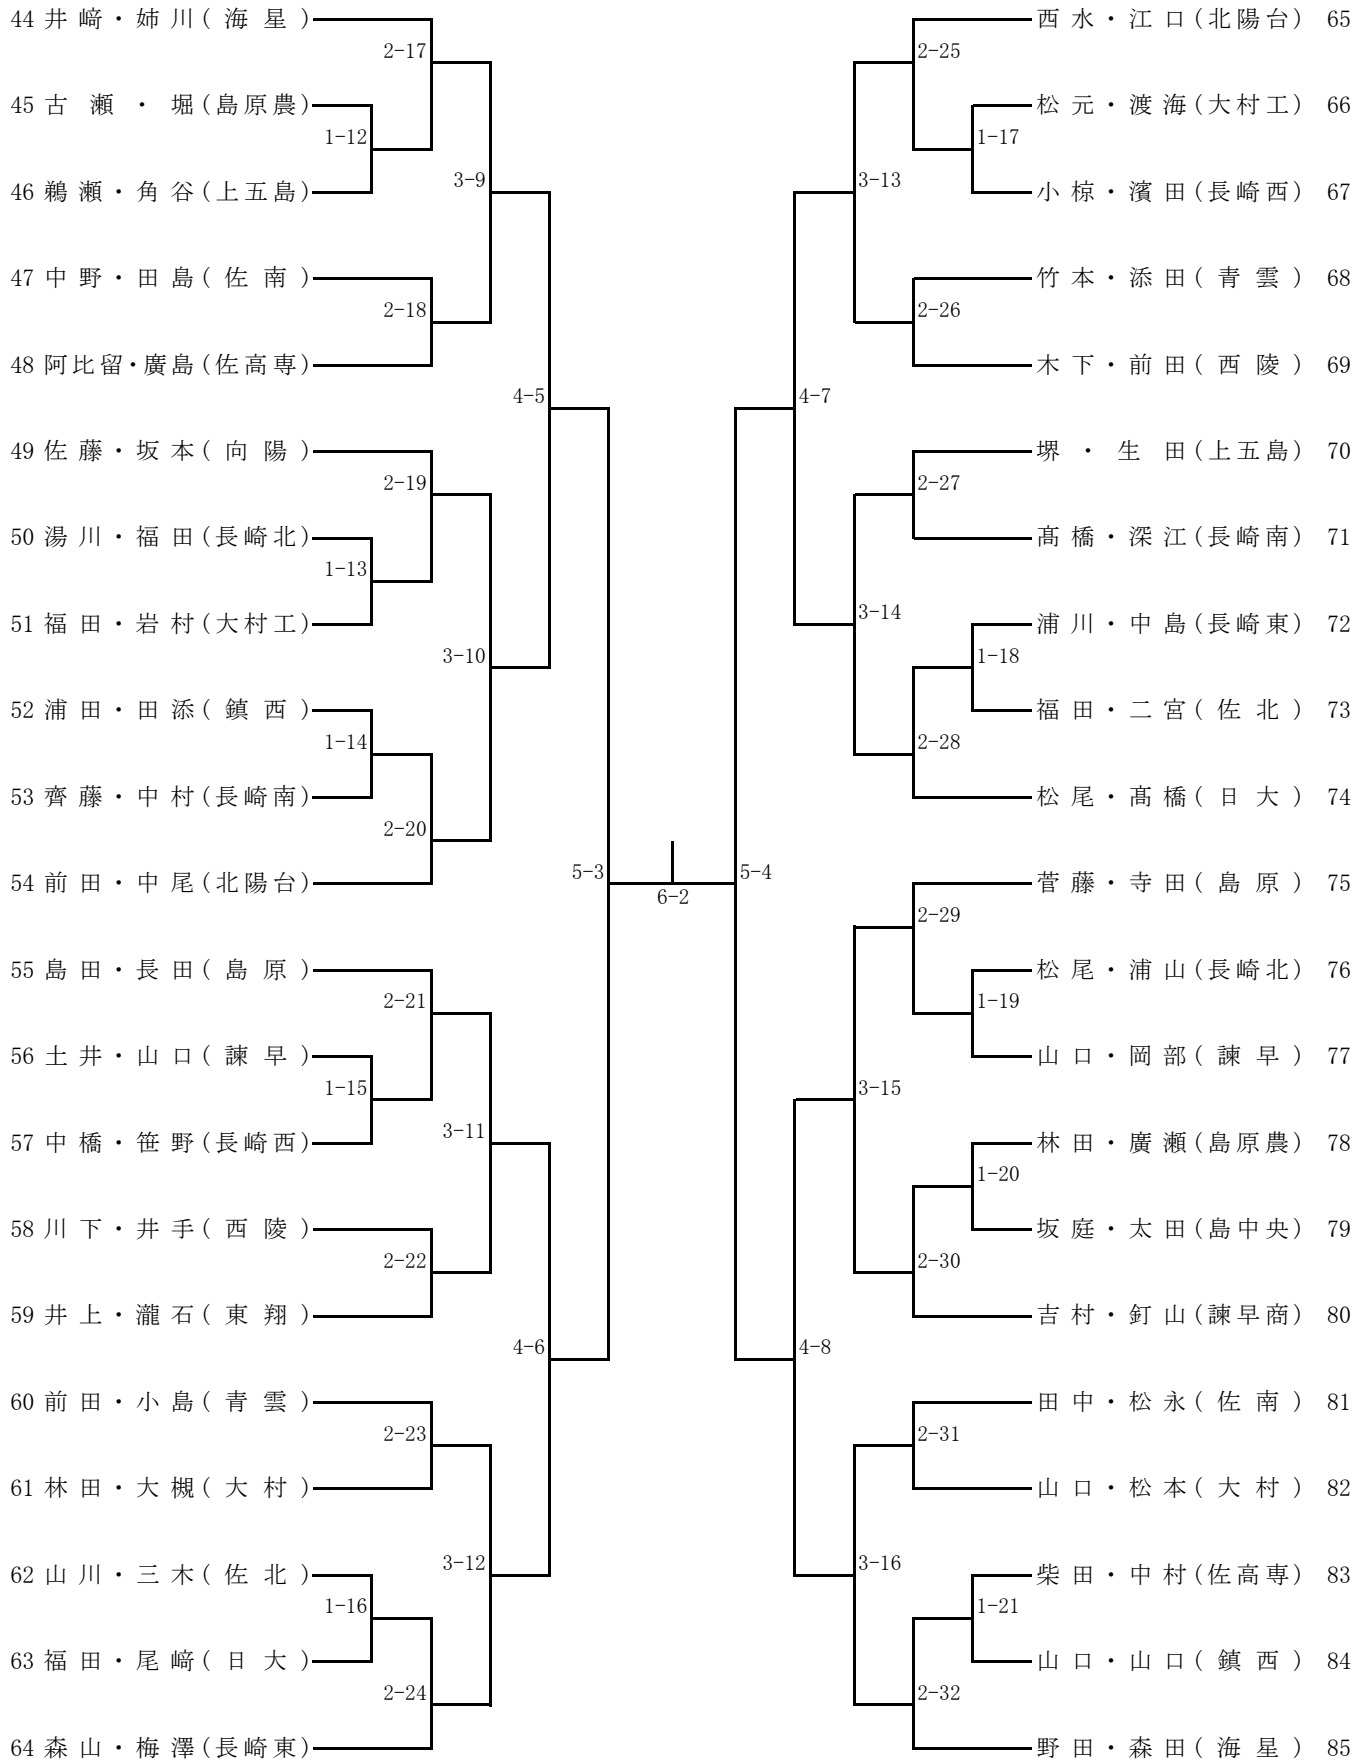 44 井﨑・姉川(海星)
2-17
45 古瀬・堀(島原農)
1-12
46 鵜瀬・角谷(上五島)
3-9
47 中野・田島(佐南)
2-18
48 阿比留・廣島(佐高専)
4-5
49 佐藤・坂本(向陽)
2-19
50 湯川・福田(長崎北)
1-13
51 福田・岩村(大村工)
3-10
52 浦田・田添(鎮西)
1-14
53 齊藤・中村(長崎南)
2-20
54 前田・中尾(北陽台)
5-3
55 島田・長田(島原)
2-21
56 土井・山口(諫早)
1-15
57 中橋・笹野(長崎西)
3-11
58 川下・井手(西陵)
2-22
59 井上・瀧石(東翔)
4-6
60 前田・小島(青雲)
2-23
61 林田・大槻(大村)
3-12
62 山川・三木(佐北)
1-16
63 福田・尾﨑(日大)
2-24
64 森山・梅澤(長崎東)
6-2
西水・江口(北陽台) 65
2-25
松元・渡海(大村工) 66
1-17
小椋・濱田(長崎西) 67
3-13
竹本・添田(青雲) 68
2-26
木下・前田(西陵) 69
4-7
堺・生田(上五島) 70
2-27
髙橋・深江(長崎南) 71
3-14
浦川・中島(長崎東) 72
1-18
福田・二宮(佐北) 73
2-28
松尾・髙橋(日大) 74
5-4
菅藤・寺田(島原) 75
2-29
松尾・浦山(長崎北) 76
1-19
山口・岡部(諫早) 77
3-15
林田・廣瀬(島原農) 78
1-20
坂庭・太田(島中央) 79
2-30
吉村・釘山(諫早商) 80
4-8
田中・松永(佐南) 81
2-31
山口・松本(大村) 82
3-16
柴田・中村(佐高専) 83
1-21
山口・山口(鎮西) 84
2-32
野田・森田(海星) 85